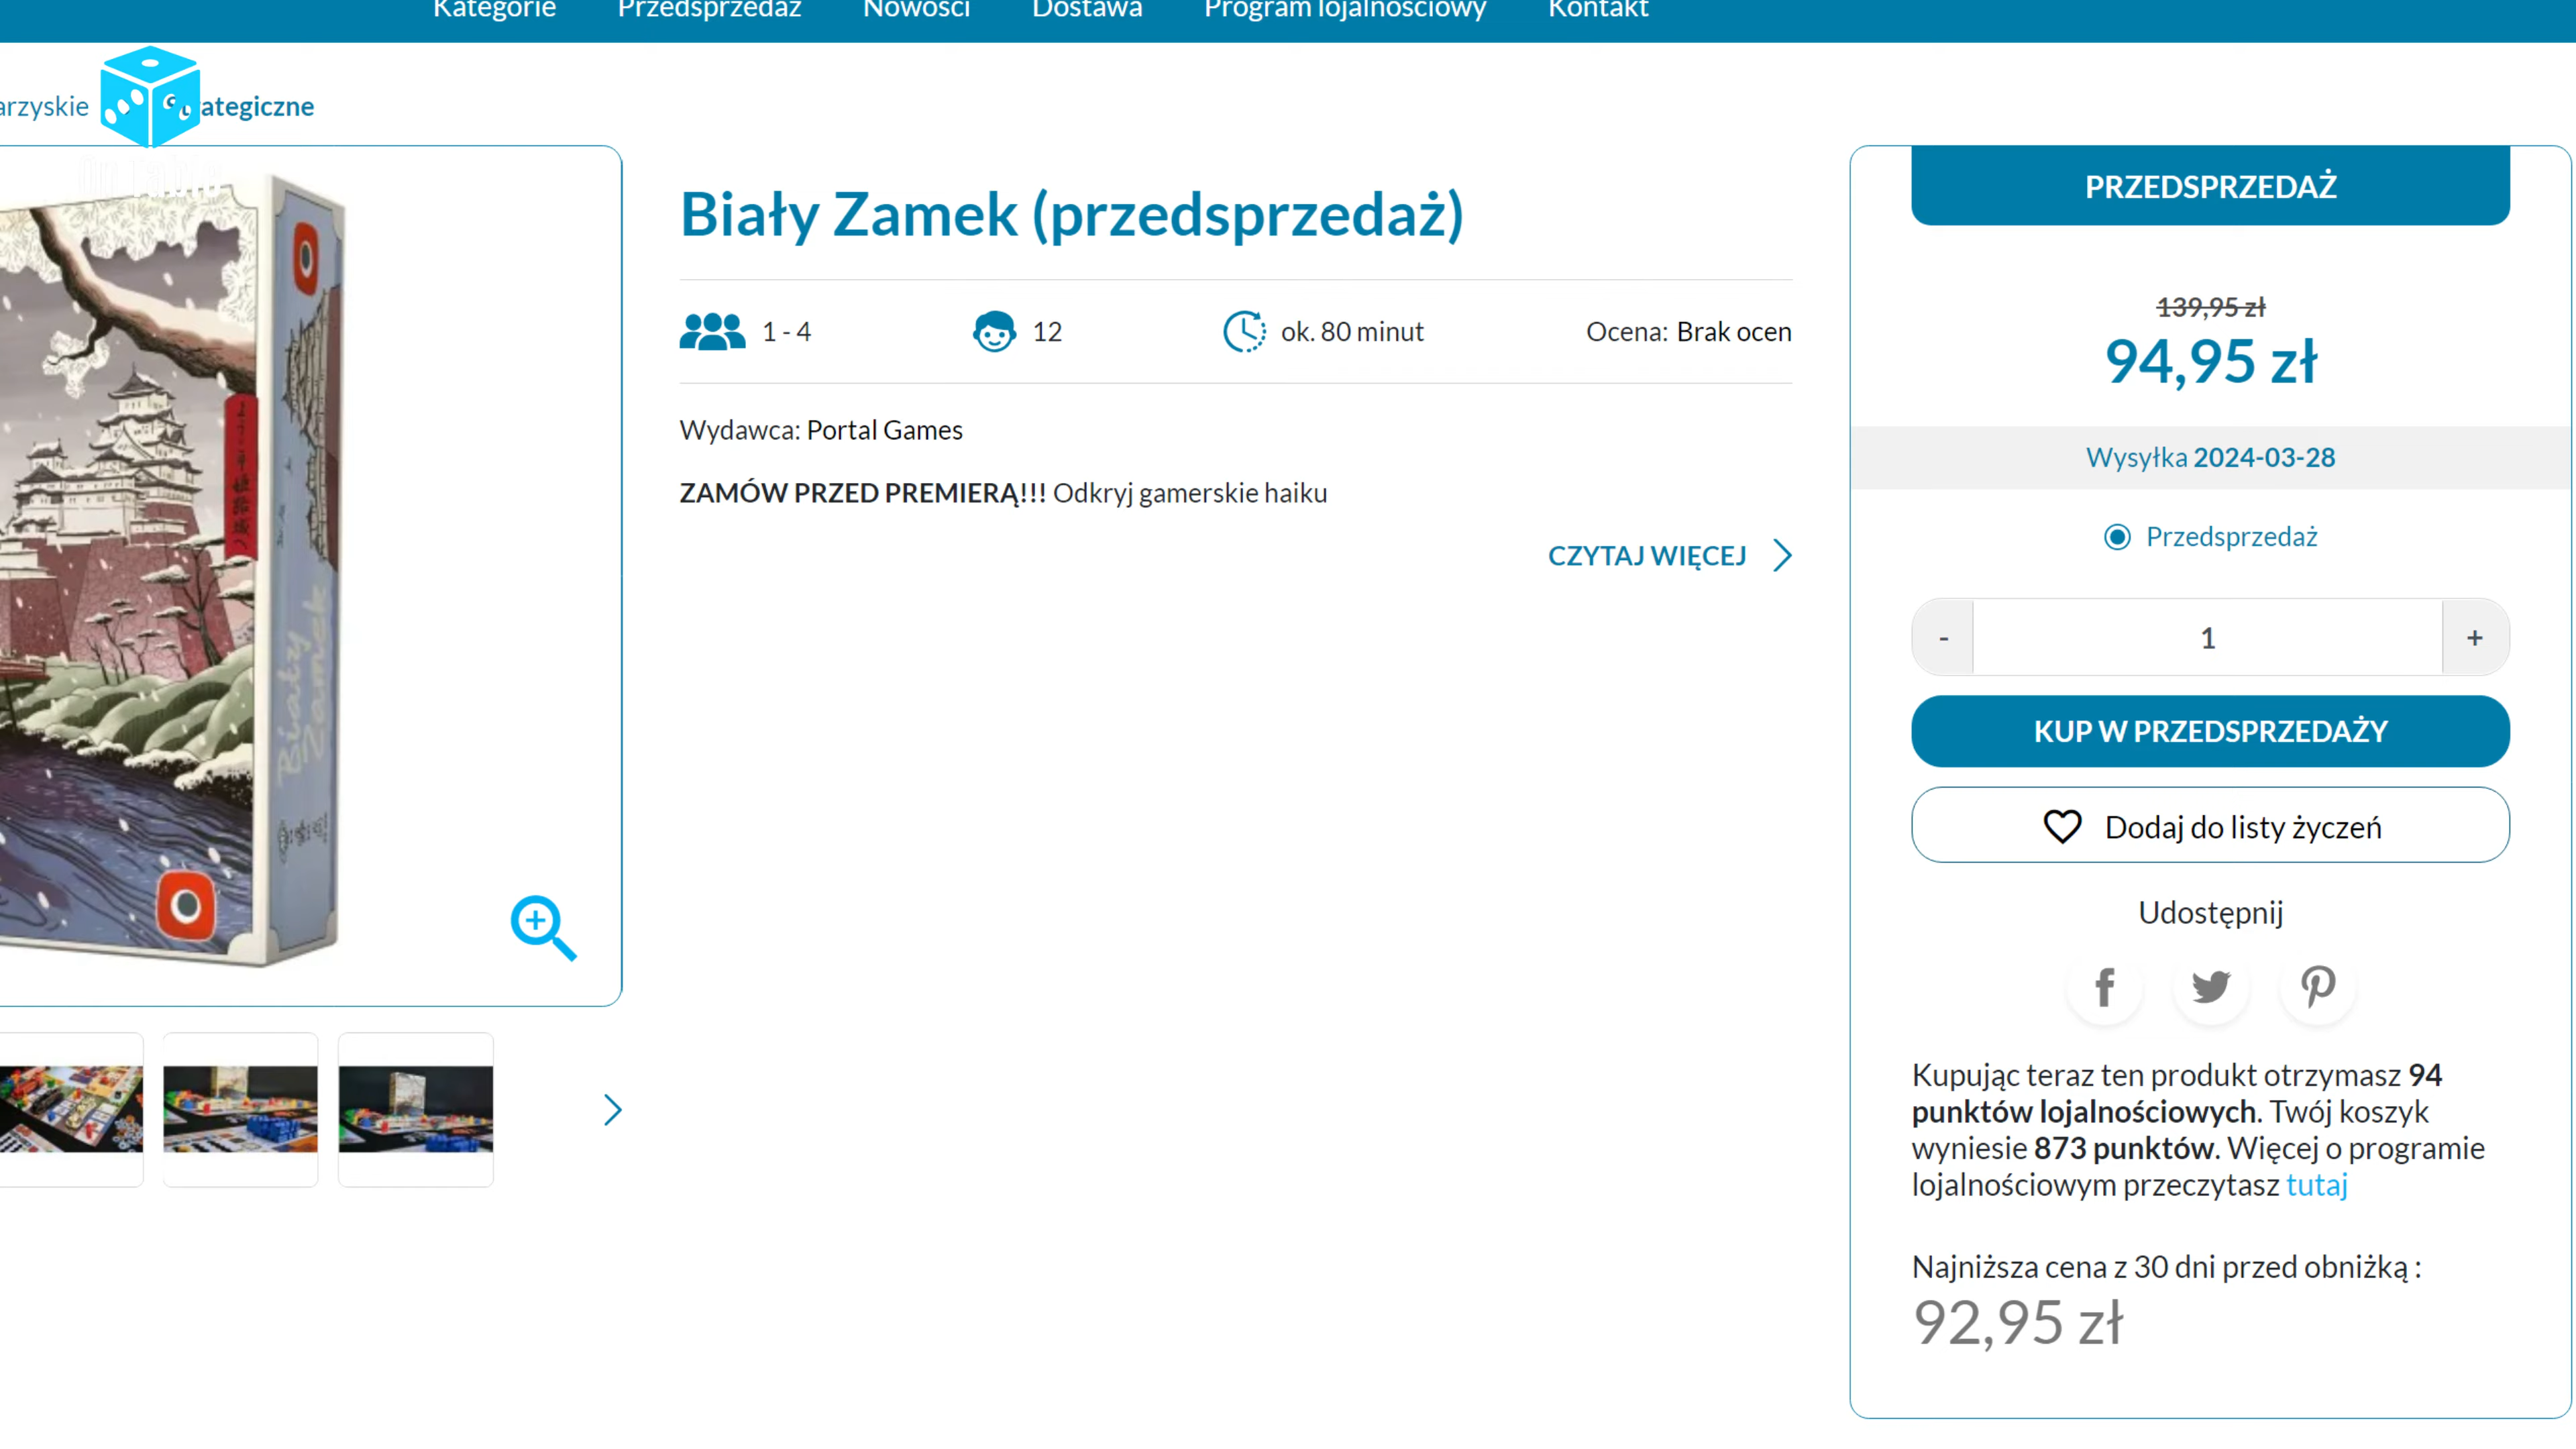 Kategorie Przedsprzedaż Nowości Dostawa Program lojalnościowy Kontakt
Strategiczne
Biały Zamek (przedsprzedaż)
1 - 4 12 ok. 80 minut Ocena: Brak ocen
Wydawca: Portal Games
ZAMÓW PRZED PREMIERĄ!!! Odkryj gamerskie haiku
CZYTAJ WIĘCEJ
Biały
Zamek
PRZEDSPRZEDAŻ
139,95 zł
94,95 zł
Wysyłka 2024-03-28
Przedsprzedaż
- 1 +
KUP W PRZEDSPRZEDAŻY
Dodaj do listy życzeń
Udostępnij
Kupując teraz ten produkt otrzymasz 94
punktów lojalnościowych. Twój koszyk
wyniesie 873 punktów. Więcej o programie
lojalnościowym przeczytasz tutaj
Najniższa cena z 30 dni przed obniżką :
92,95 zł